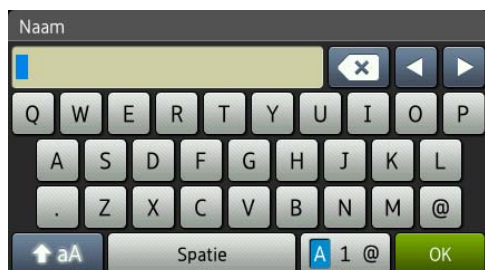 Naam
Q W E R T Y U I O P
A S D F G H J K L
. Z X C V B N M @
aA Spatie A 1 @ OK